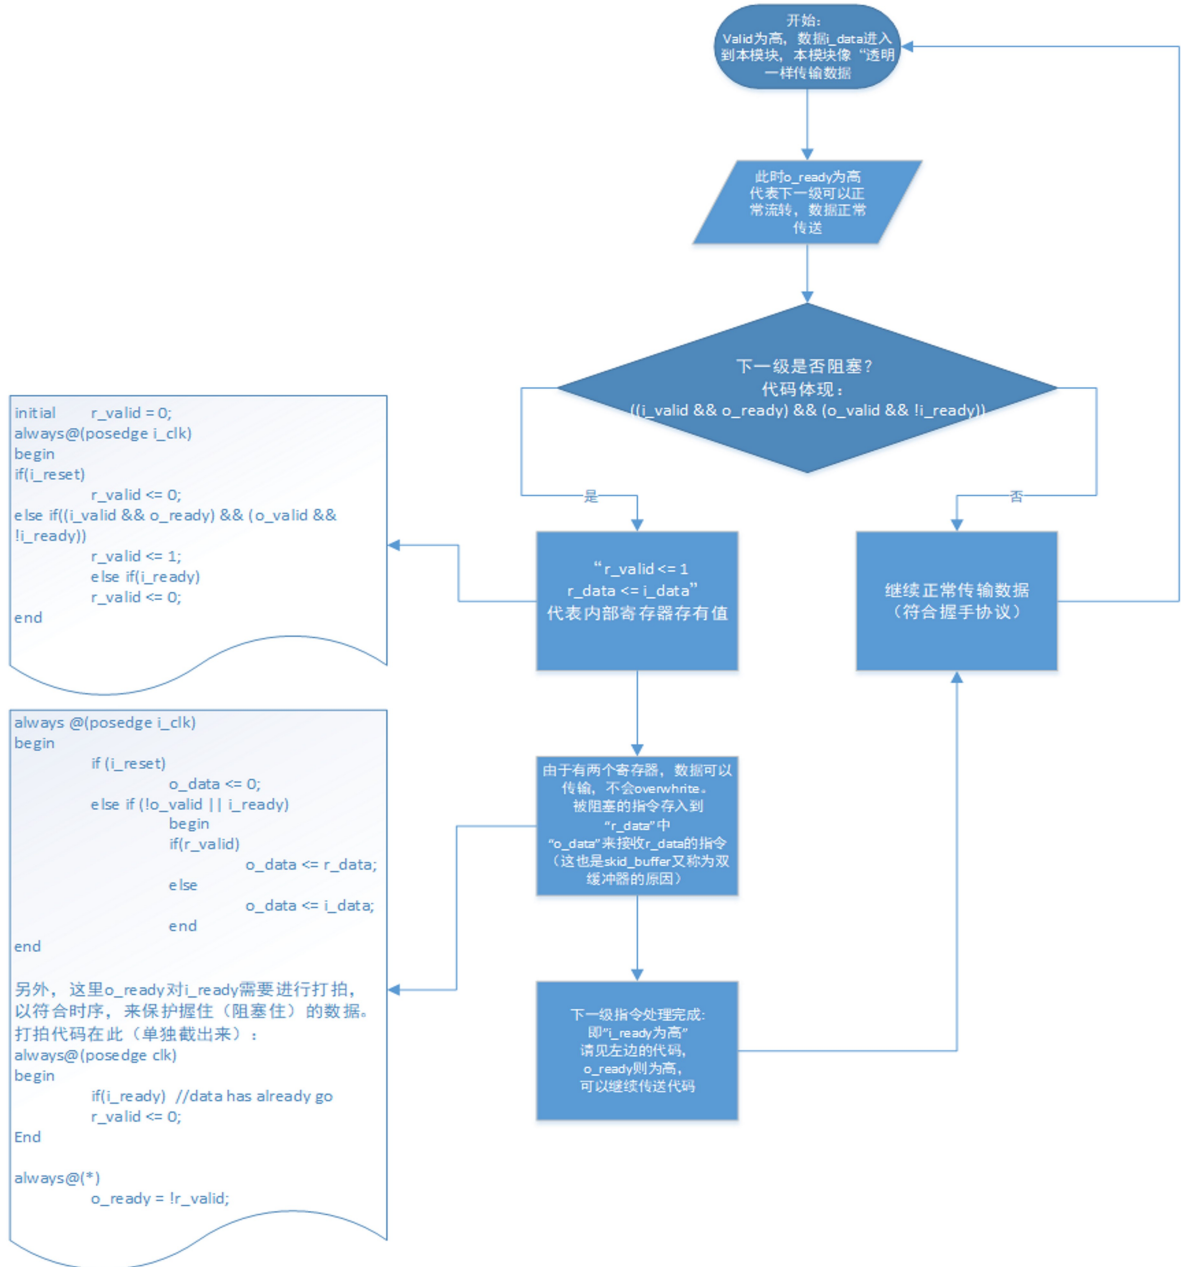 开始：
Valid为高，数据i_data进入
到本模块，本模块像“透明
一样传输数据
此时o_ready为高
代表下一级可以正
常流转，数据正常
传送
下一级是否阻塞？
代码体现：
((i_valid && o_ready) && (o_valid && !i_ready))
是
否
“r_valid <= 1
r_data <= i_data”
代表内部寄存器存有值
继续正常传输数据
（符合握手协议）
initial r_valid = 0;
always@(posedge i_clk)
begin
if(i_reset)
r_valid <= 0;
else if((i_valid && o_ready) && (o_valid &&
!i_ready))
r_valid <= 1;
else if(i_ready)
r_valid <= 0;
end
由于有两个寄存器，数据可以
传输，不会overwhrite。
被阻塞的指令存入到
“r_data”中
“o_data”来接收r_data的指令
（这也是skid_buffer又称为双
缓冲器的原因）
always @(posedge i_clk)
begin
if (i_reset)
o_data <= 0;
else if (!o_valid || i_ready)
begin
if(r_valid)
o_data <= r_data;
else
o_data <= i_data;
end
end
另外，这里o_ready对i_ready需要进行打拍，
以符合时序，来保护握住（阻塞住）的数据。
打拍代码在此（单独截出来）：
always@(posedge clk)
begin
if(i_ready) //data has already go
r_valid <= 0;
End
always@(*)
o_ready = !r_valid;
下一级指令处理完成：
即“i_ready为高”
请见左边的代码，
o_ready则为高，
可以继续传送代码